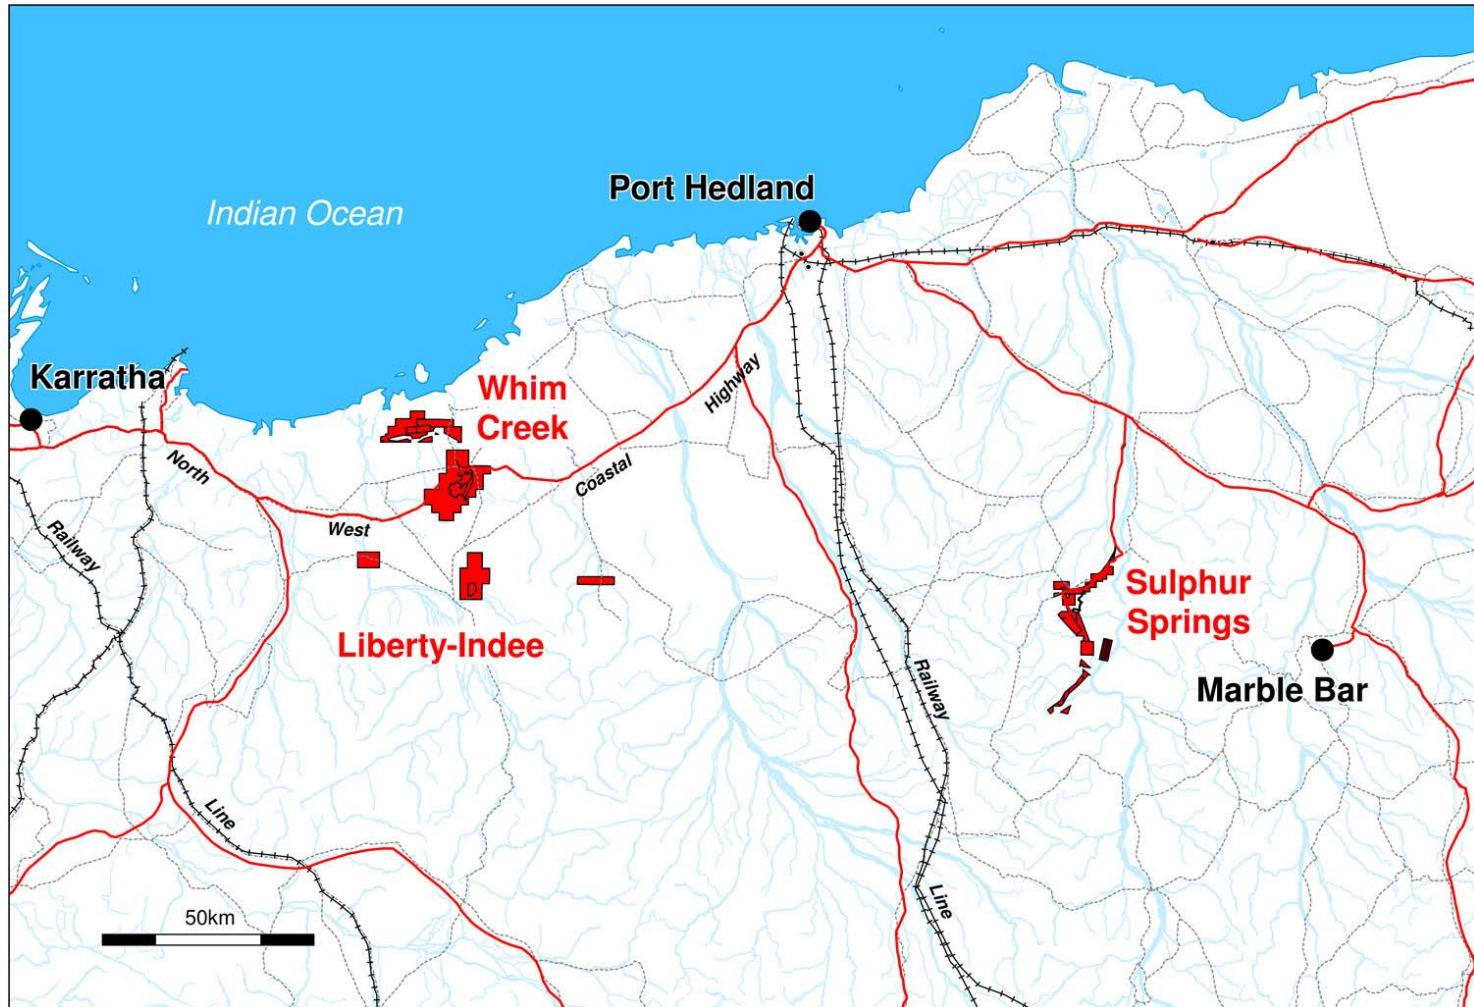 Port Hedland
Indian Ocean
Karratha
Whim
Creek
Highway
North
Coastal
West
Railway
Sulphur
Springs
Liberty-Indee
Railway
Marble Bar
Line
Line
50km